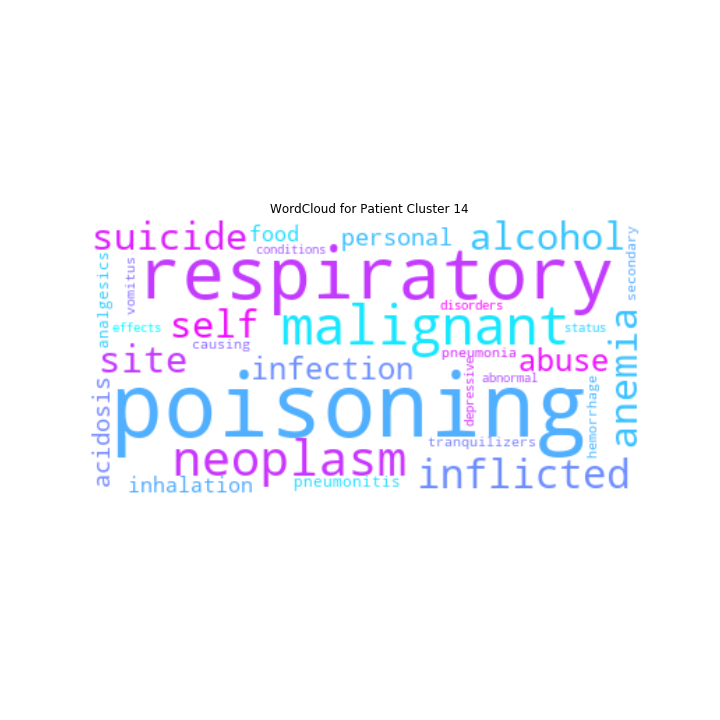 WordCloud for Patient Cluster 14
suicide
food
conditions
personal
alcohol
secondary
analgesics
vomitus
respiratory
disorders
effects
self
malignant
status
causing
site
infection
pneumonia
abuse
anemia
depressive
abnormal
acidosis
poisoning
hemorrhage
tranquilizers
neoplasm
inflicted
inhalation
pneumonitis